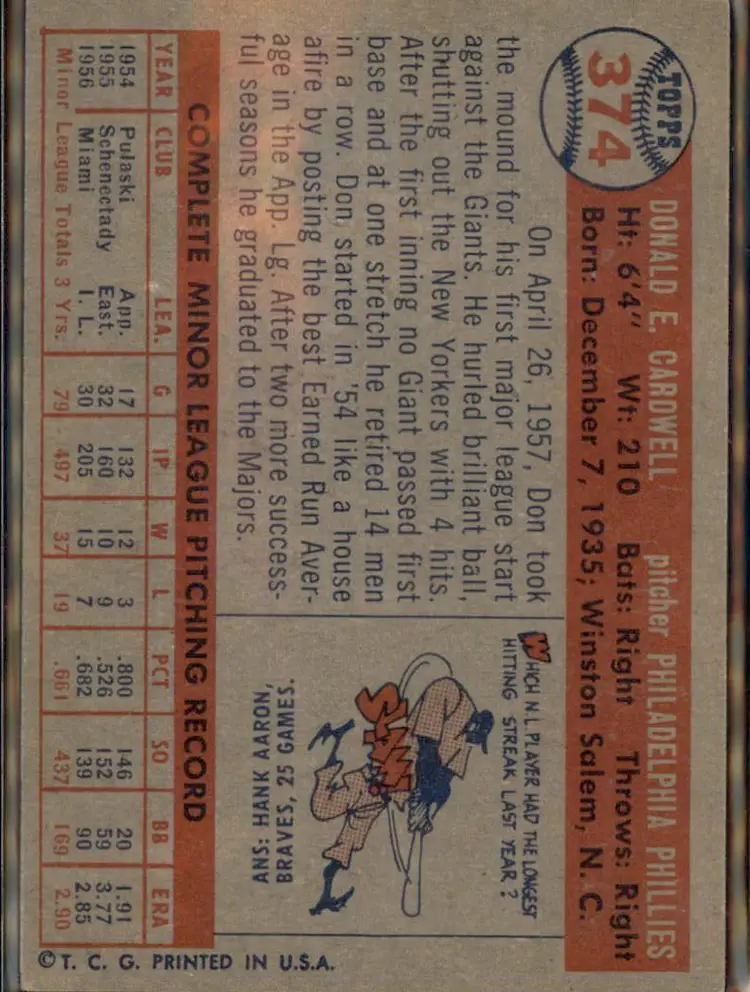 TOPPS
374
DONALD E. CARDWELL pitcher PHILADELPHIA PHILLIES
Ht: 6'4" Wt: 210 Bats: Right Throws: Right
Born: December 7, 1935; Winston Salem, N. C.
On April 26, 1957, Don took
the mound for his first major league start
against the Giants. He hurled brilliant ball,
shutting out the New Yorkers with 4 hits.
After the first inning no Giant passed first
base and at one stretch he retired 14 men
in a row. Don started in '54 like a house
afire by posting the best Earned Run Aver-
age in the App. Lg. After two more success-
ful seasons he graduated to the Majors.
WHICH N.L. PLAYER HAD THE LONGEST
HITTING STREAK LAST YEAR?
SLAM
ANS: HANK AARON,
BRAVES, 25 GAMES.
COMPLETE MINOR LEAGUE PITCHING RECORD
YEAR CLUB LEA. G IP W L PCT SO BB ERA
1954 Pulaski App. 17 132 12 3 .800 146 20 1.91
1955 Schenectady East. 32 160 10 9 .526 152 59 3.77
1956 Miami I. L. 30 205 15 7 .682 139 90 2.85
Minor League Totals 3 Yrs. 79 497 37 19 .661 437 169 2.90
© T. C. G. PRINTED IN U.S.A.